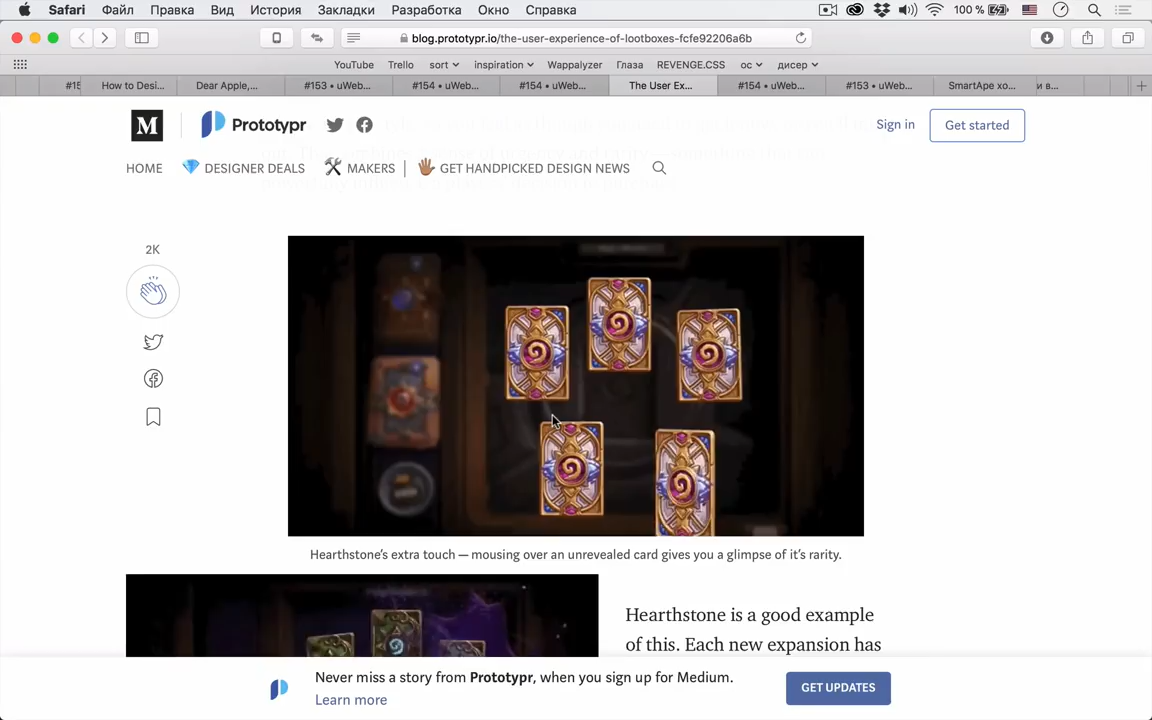 Safari Файл Правка Вид История Закладки Разработка Окно Справка 100 %
blog.prototypr.io/the-user-experience-of-lootboxes-fcfe92206a6b
YouTube Trello sort inspiration Wappalyzer Глаза REVENGE.CSS ос дисер
#15 How to Desi... Dear Apple,... #153 • uWeb... #154 • uWeb... #154 • uWeb... The User Ex... #154 • uWeb... #153 • uWeb... SmartApe хо... и в...
M Prototypr Sign in Get started
HOME DESIGNER DEALS MAKERS GET HANDPICKED DESIGN NEWS
2K
Hearthstone’s extra touch — mousing over an unrevealed card gives you a glimpse of it’s rarity.
Hearthstone is a good example
of this. Each new expansion has
Never miss a story from Prototypr, when you sign up for Medium.
Learn more
GET UPDATES